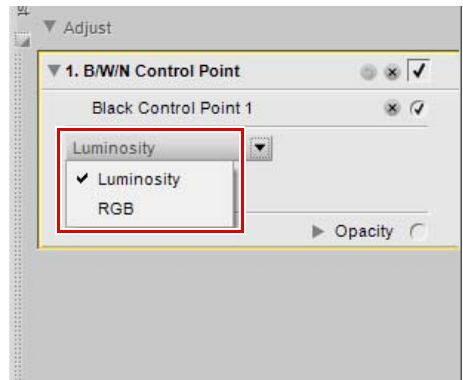 Adjust
1. B/W/N Control Point
Black Control Point 1
Luminosity
Luminosity
RGB
Opacity